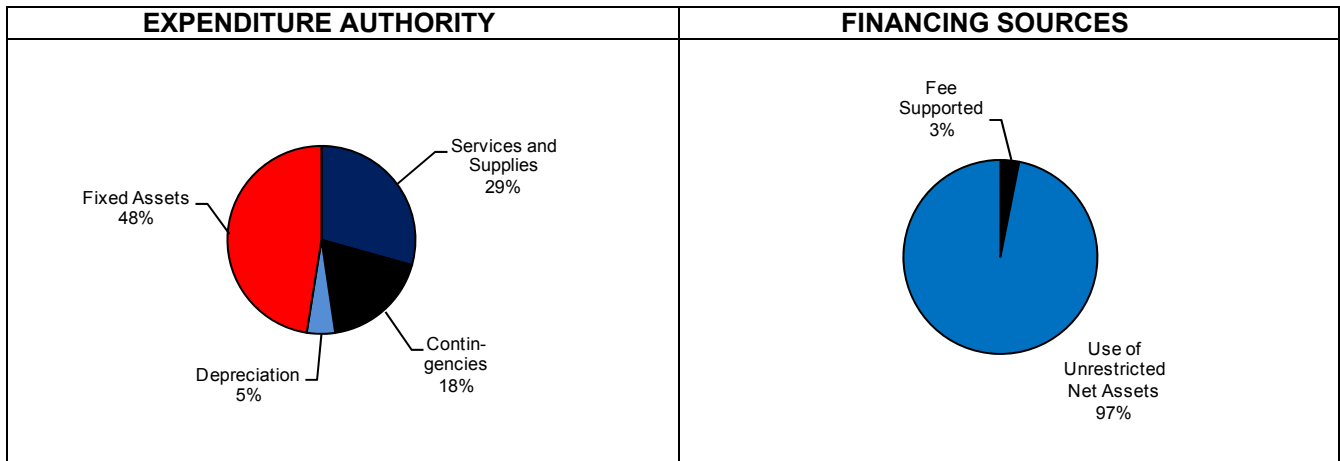 EXPENDITURE AUTHORITY
Services and
Supplies
29%
Fixed Assets
48%
Contin-
gencies
18%
Depreciation
5%
FINANCING SOURCES
Fee
Supported
3%
Use of
Unrestricted
Net Assets
97%